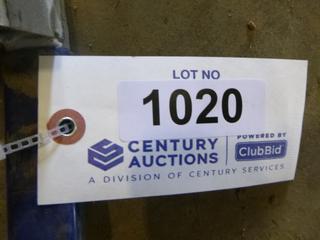 LOT NO
1020
CENTURY AUCTIONS
POWERED BY
ClubBid
A DIVISION OF CENTURY SERVICES